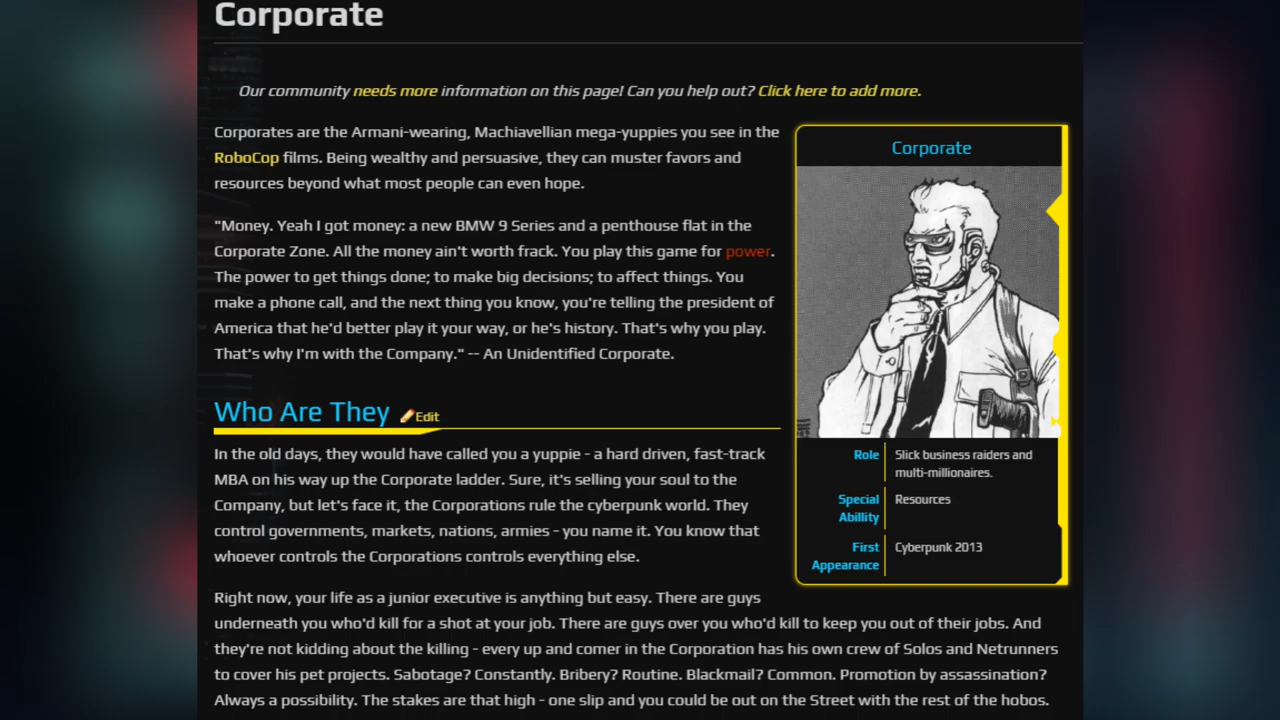 Corporate
Our community needs more information on this page! Can you help out? Click here to add more.
Corporates are the Armani-wearing, Machiavellian mega-yuppies you see in the
RoboCop films. Being wealthy and persuasive, they can muster favors and
resources beyond what most people can even hope.
"Money. Yeah I got money: a new BMW 9 Series and a penthouse flat in the
Corporate Zone. All the money ain't worth frack. You play this game for power.
The power to get things done; to make big decisions; to affect things. You
make a phone call, and the next thing you know, you're telling the president of
America that he'd better play it your way, or he's history. That's why you play.
That's why I'm with the Company." -- An Unidentified Corporate.
Corporate
Role Slick business raiders and
multi-millionaires.
Special Resources
Abillity
First Cyberpunk 2013
Appearance
Who Are They Edit
In the old days, they would have called you a yuppie - a hard driven, fast-track
MBA on his way up the Corporate ladder. Sure, it's selling your soul to the
Company, but let's face it, the Corporations rule the cyberpunk world. They
control governments, markets, nations, armies - you name it. You know that
whoever controls the Corporations controls everything else.
Right now, your life as a junior executive is anything but easy. There are guys
underneath you who'd kill for a shot at your job. There are guys over you who'd kill to keep you out of their jobs. And
they're not kidding about the killing - every up and comer in the Corporation has his own crew of Solos and Netrunners
to cover his pet projects. Sabotage? Constantly. Bribery? Routine. Blackmail? Common. Promotion by assassination?
Always a possibility. The stakes are that high - one slip and you could be out on the Street with the rest of the hobos.